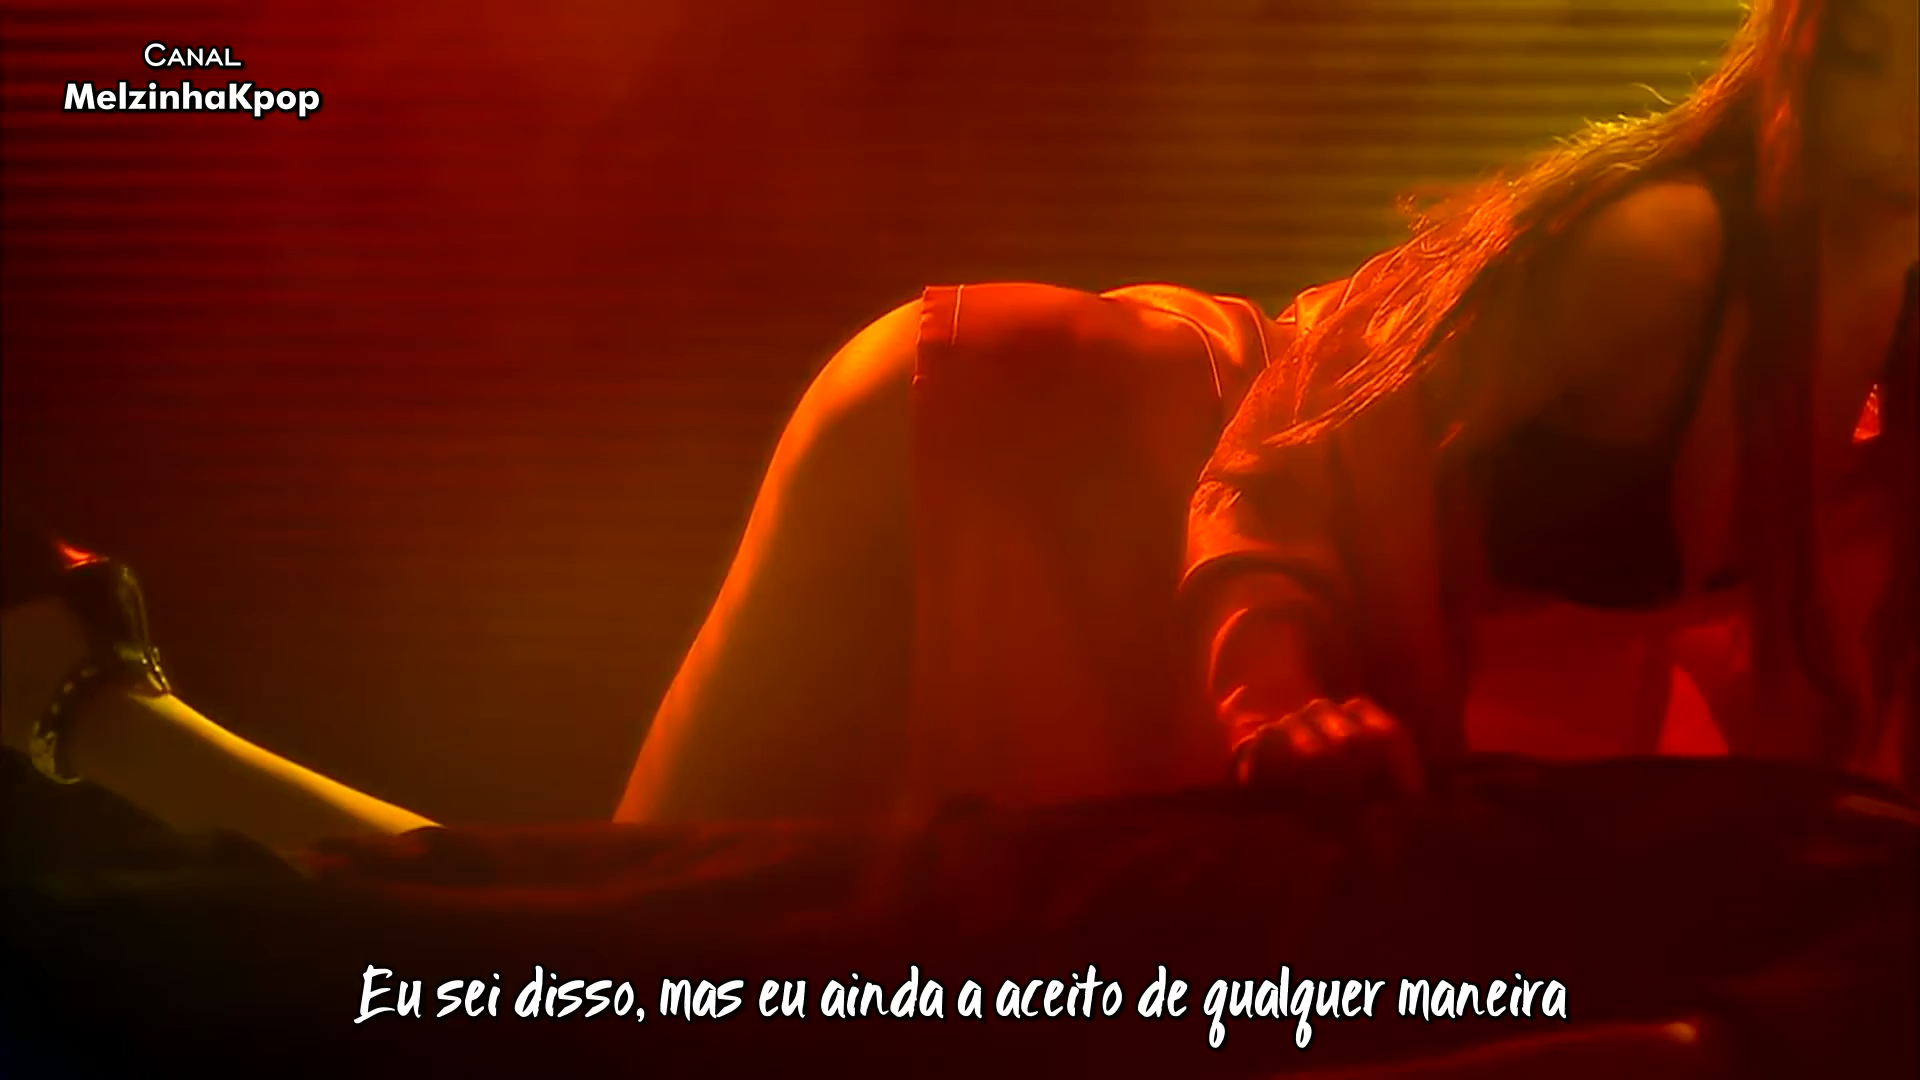 CANAL
MelzinhaKpop
Eu sei disso, mas eu ainda a aceito de qualquer maneira